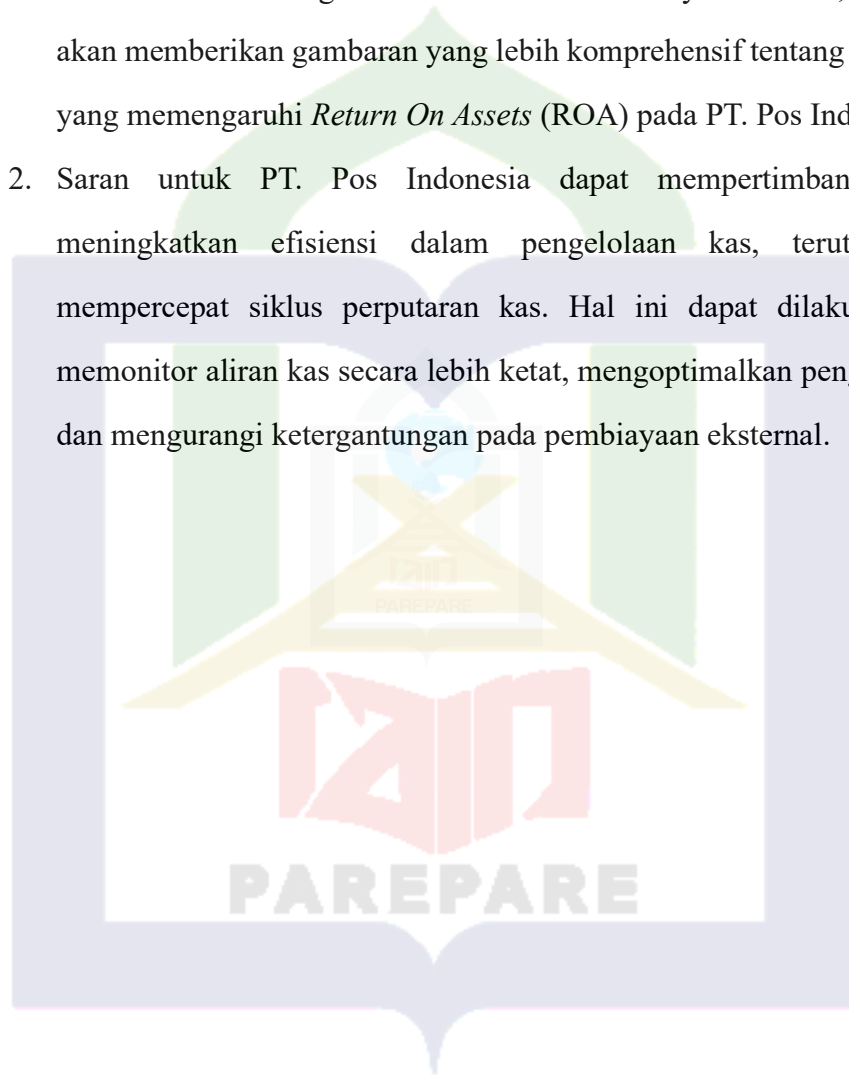 akan memberikan gambaran yang lebih komprehensif tentang
yang memengaruhi Return On Assets (ROA) pada PT. Pos Ind
2. Saran untuk PT. Pos Indonesia dapat mempertimban
meningkatkan efisiensi dalam pengelolaan kas, terut
mempercepat siklus perputaran kas. Hal ini dapat dilaku
memonitor aliran kas secara lebih ketat, mengoptimalkan peng
dan mengurangi ketergantungan pada pembiayaan eksternal.
PAREPARE
PAREPARE